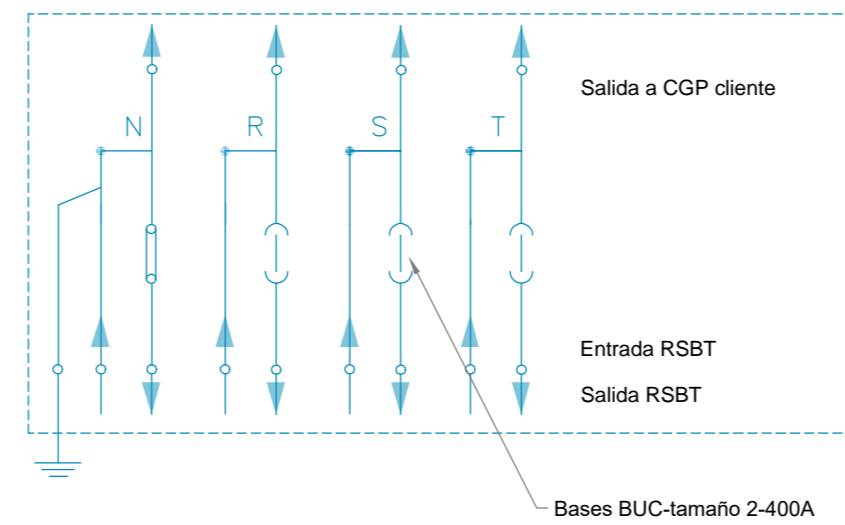 Salida a CGP cliente
N R S T
Entrada RSBT
Salida RSBT
Bases BUC-tamaño 2-400A